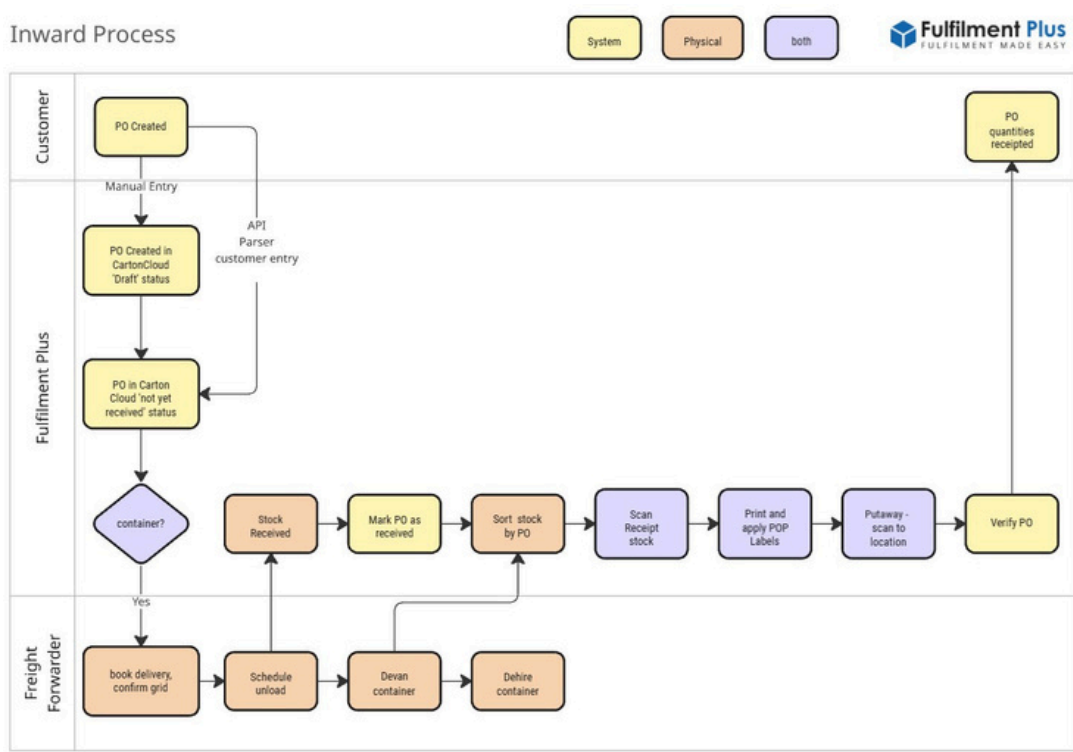 Inward Process
System
Physical
both
Fulfilment Plus
FULFILMENT MADE EASY
Customer
PO Created
PO
quantities
receipted
Manual Entry
API
Parser
customer entry
Fulfilment Plus
PO Created in
CartonCloud
'Draft' status
PO in Carton
Cloud 'not yet
received' status
container?
Stock
Received
Mark PO as
received
Sort stock
by PO
Scan
Receipt
stock
Print and
apply POP
Labels
Putaway -
scan to
location
Verify PO
Yes
Freight
Forwarder
book delivery,
confirm grid
Schedule
unload
Devan
container
Dehire
container